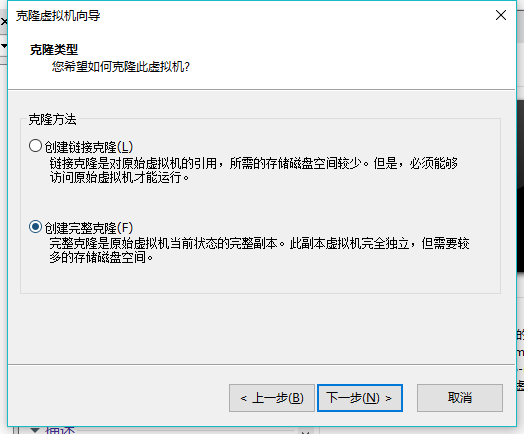 克隆虚拟机向导
克隆类型
您希望如何克隆此虚拟机?
克隆方法
创建链接克隆(L)
链接克隆是对原始虚拟机的引用，所需的存储磁盘空间较少。但是，必须能够
访问原始虚拟机才能运行。
创建完整克隆(F)
完整克隆是原始虚拟机当前状态的完整副本。此副本虚拟机完全独立，但需要较
多的存储磁盘空间。
< 上一步(B)
下一步(N) >
取消
描述